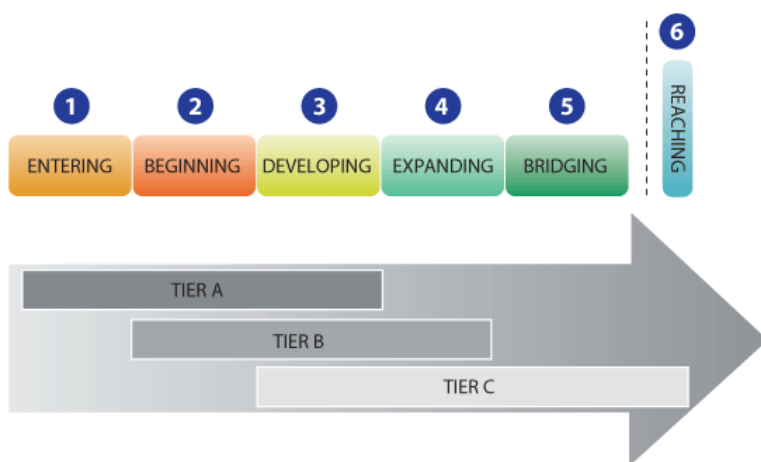 1 2 3 4 5 6
ENTERING BEGINNING DEVELOPING EXPANDING BRIDGING REACHING
TIER A
TIER B
TIER C